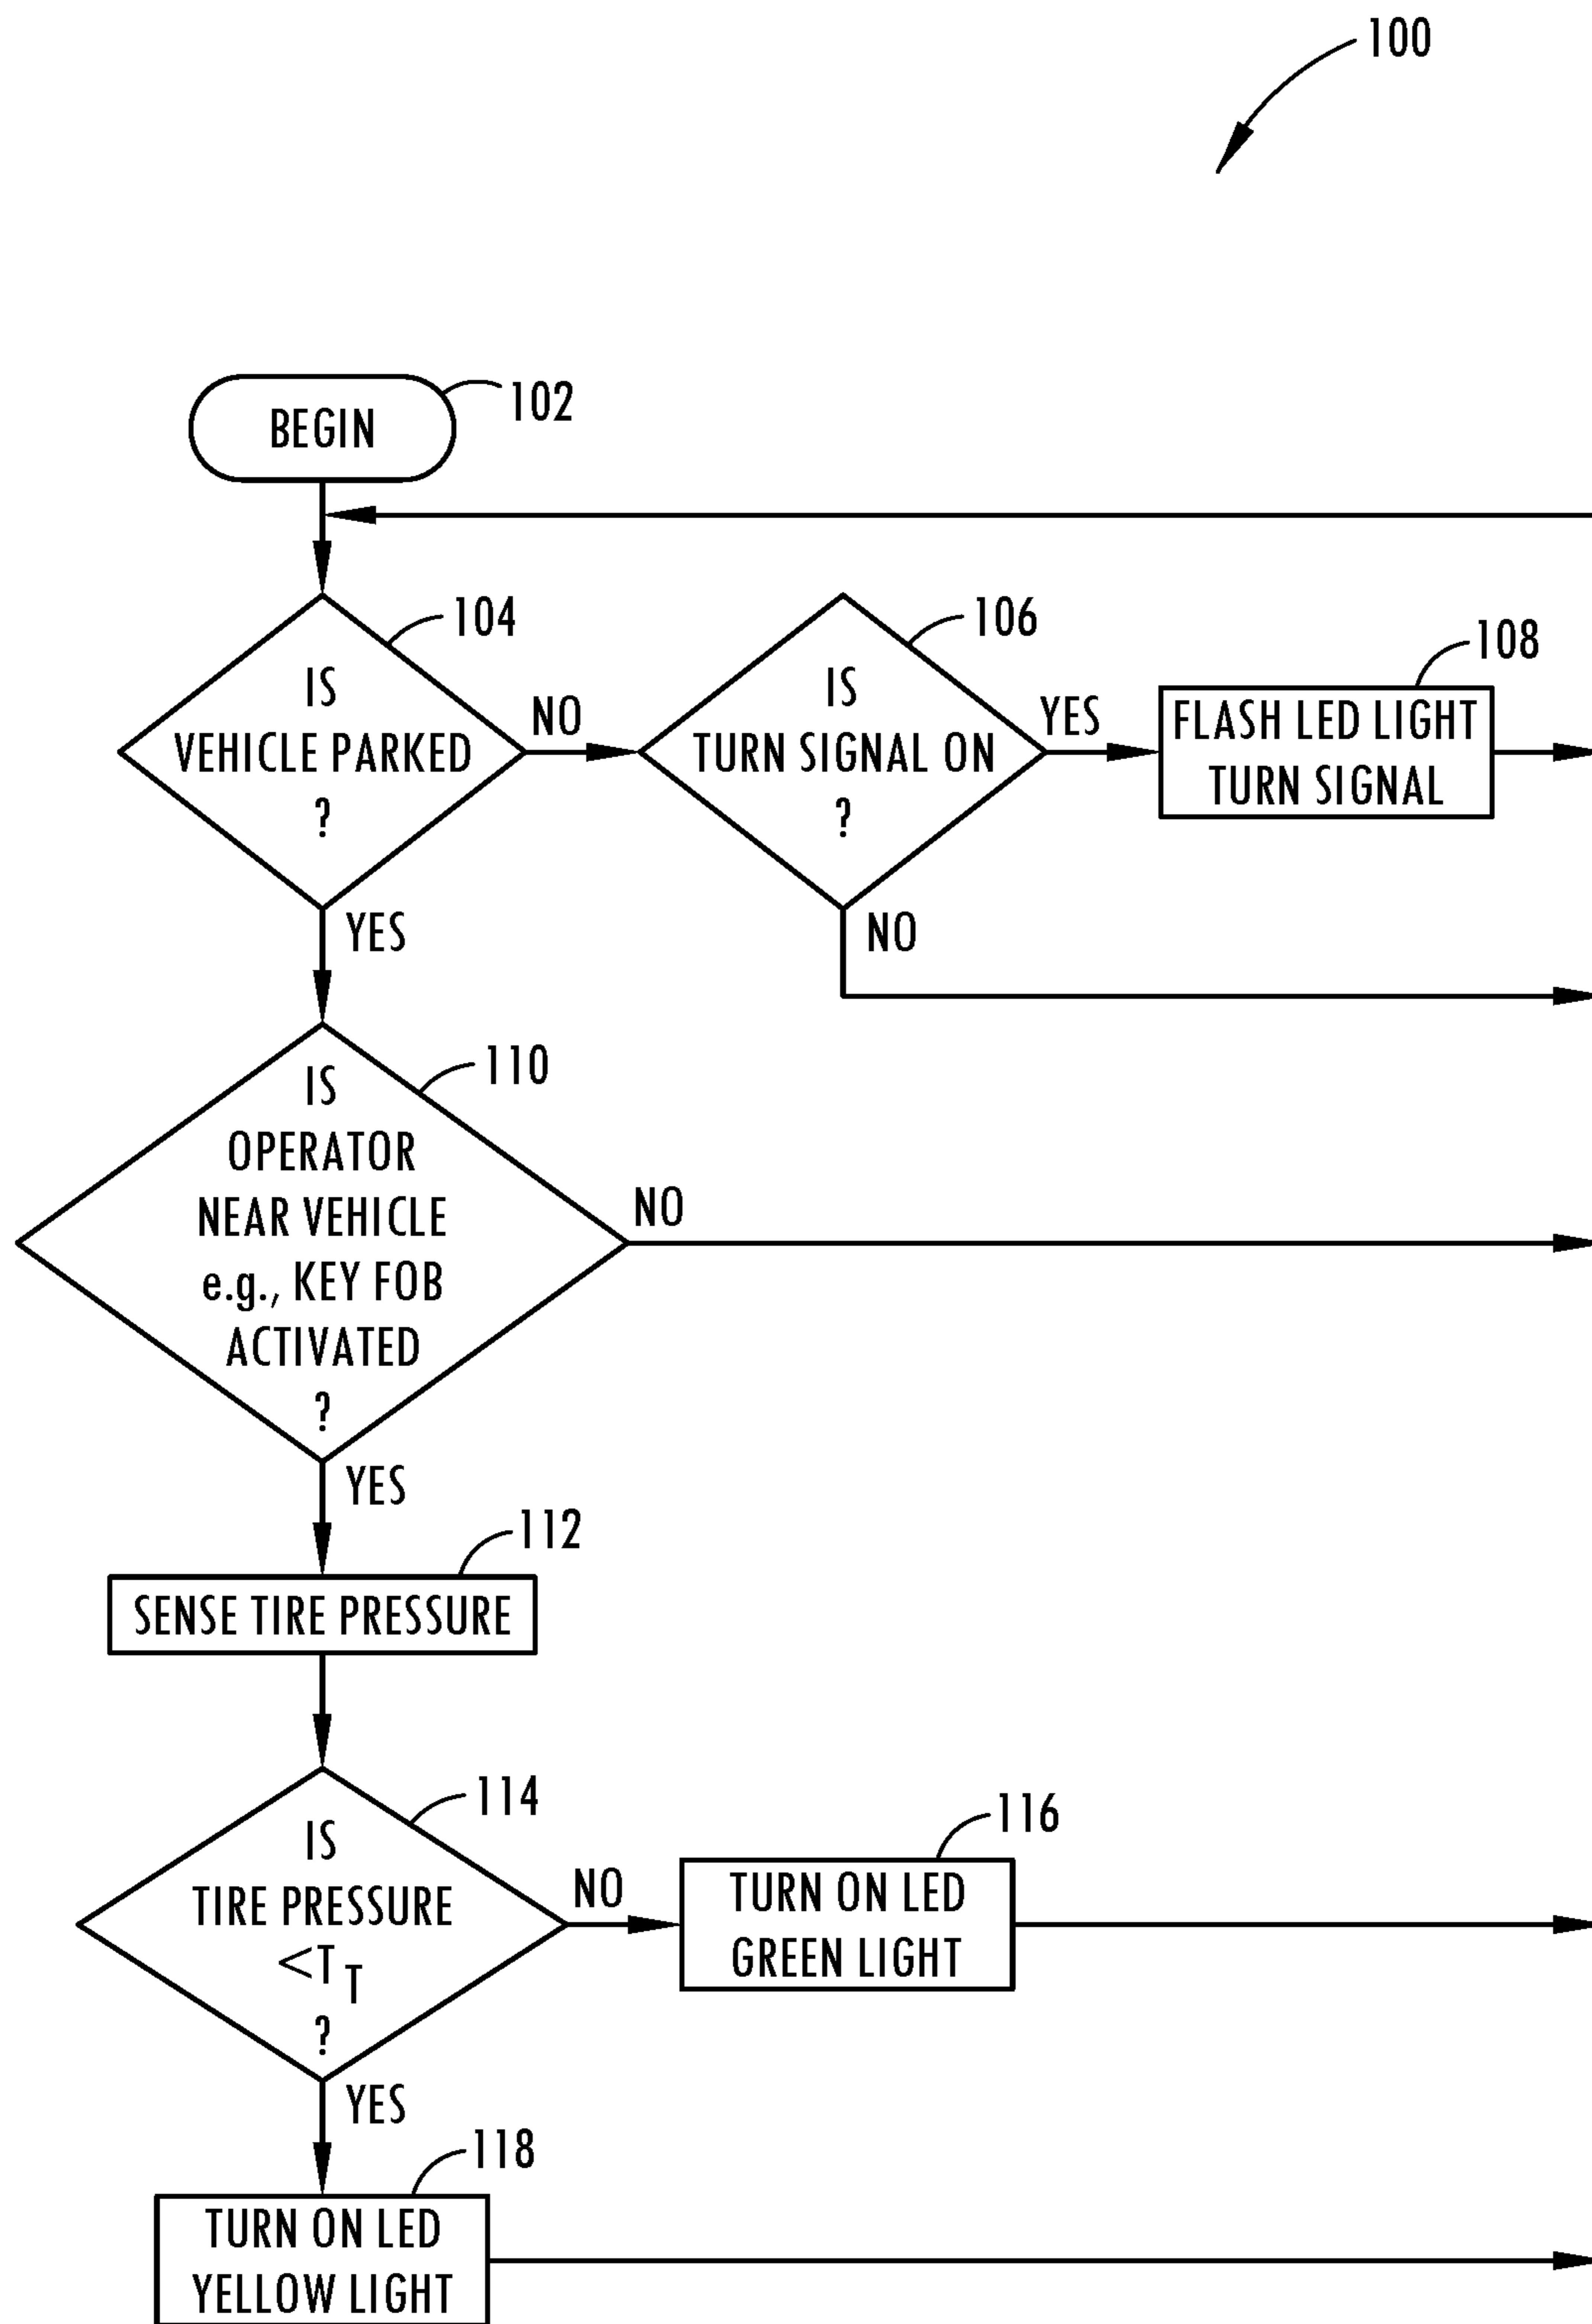 100
BEGIN
102
104
IS
VEHICLE PARKED
?
NO
YES
106
IS
TURN SIGNAL ON
?
YES
NO
108
FLASH LED LIGHT
TURN SIGNAL
110
IS
OPERATOR
NEAR VEHICLE
e.g., KEY FOB
ACTIVATED
?
NO
YES
112
SENSE TIRE PRESSURE
114
IS
TIRE PRESSURE
<T T
?
NO
YES
116
TURN ON LED
GREEN LIGHT
118
TURN ON LED
YELLOW LIGHT